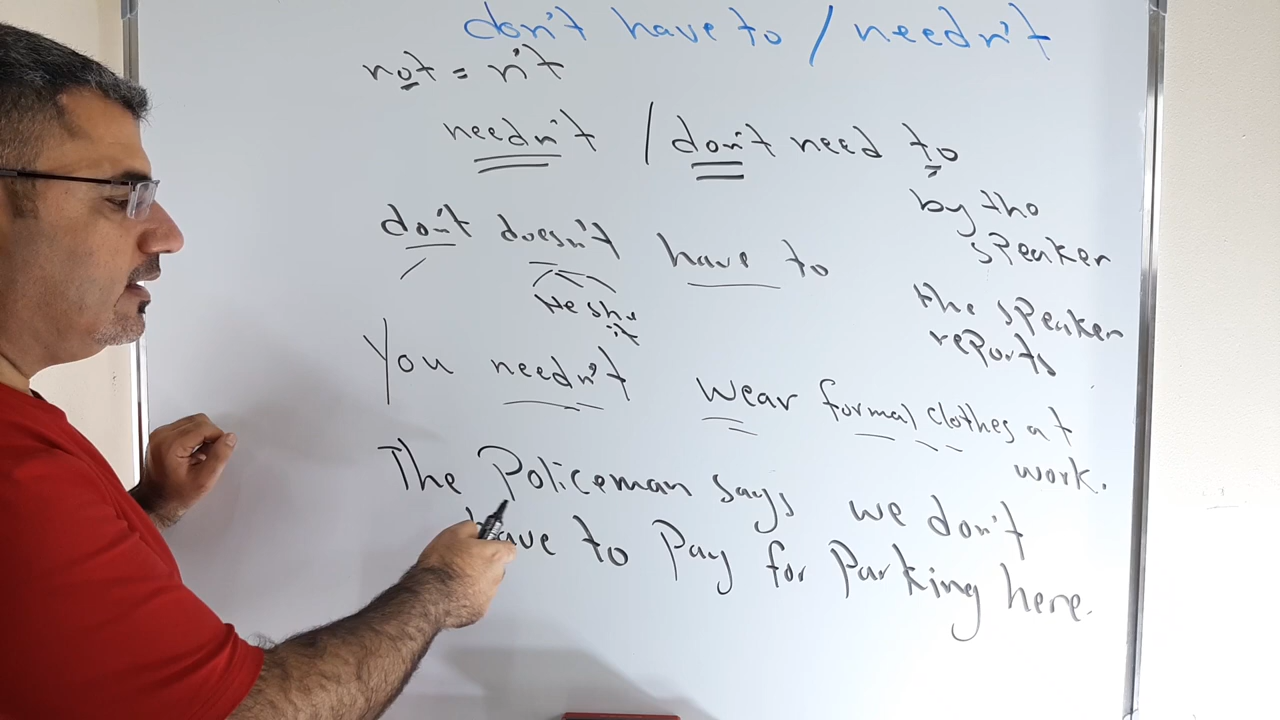 don't have to / needn't
not = n't
needn't / don't need to
by the
speaker
don't doesn't have to
He she
it
the speaker
reports
You needn't wear formal clothes at
work.
The Policeman says we don't
have to Pay for Parking here.